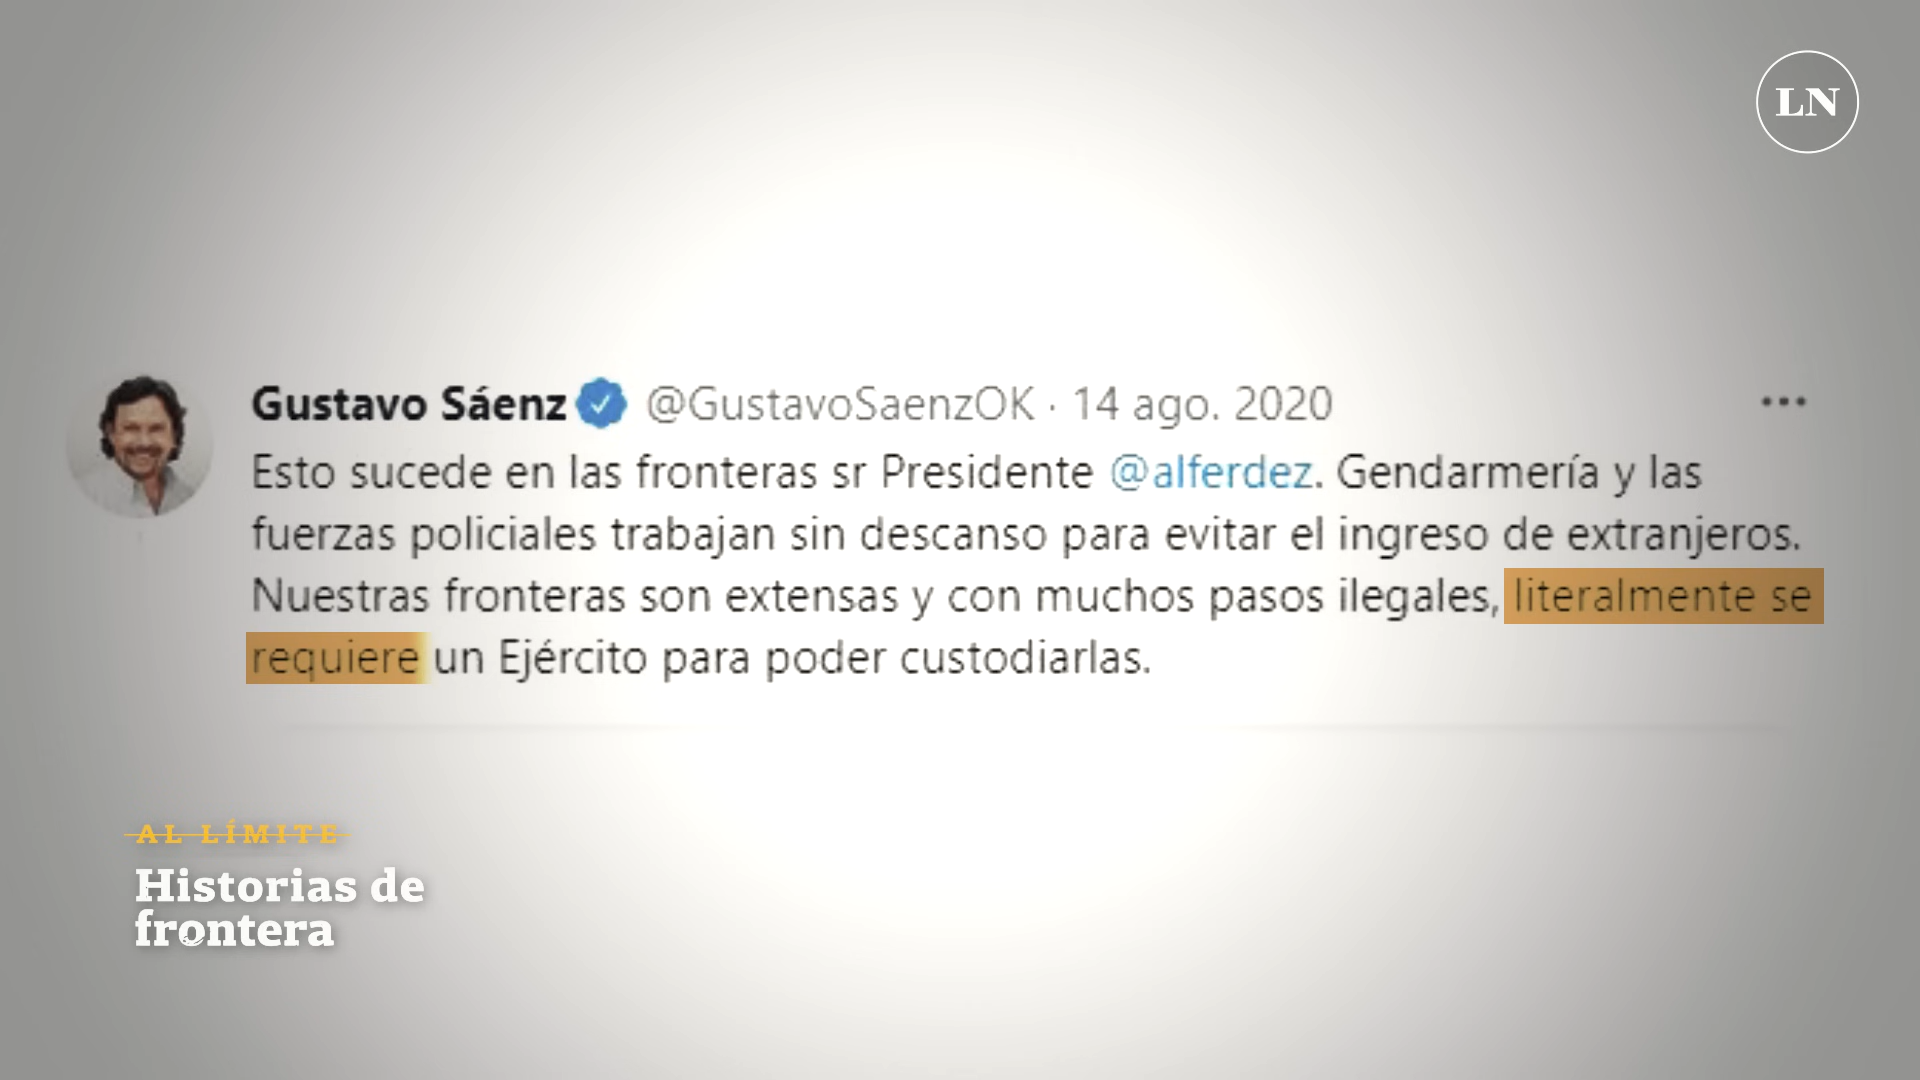 LN
Gustavo Sáenz @GustavoSaenzOK · 14 ago. 2020
Esto sucede en las fronteras sr Presidente @alferdez. Gendarmería y las
fuerzas policiales trabajan sin descanso para evitar el ingreso de extranjeros.
Nuestras fronteras son extensas y con muchos pasos ilegales, literalmente se
requiere un Ejército para poder custodiarlas.
AL LÍMITE
Historias de
frontera